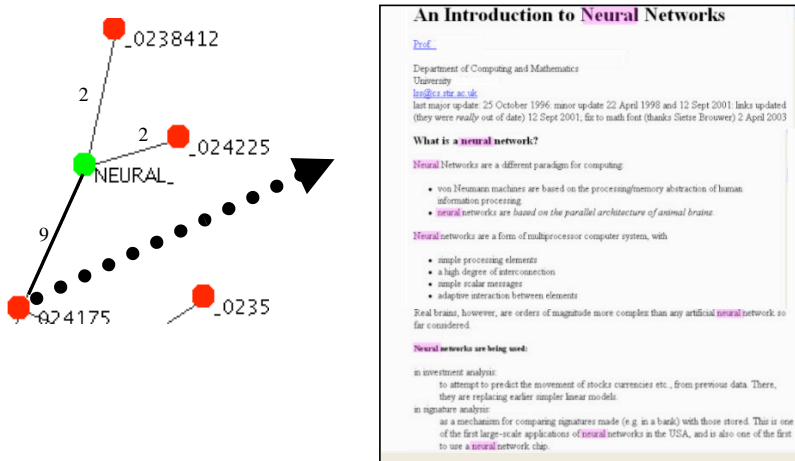 _0238412
2
2
_024225
NEURAL_
9
_024175
_0235
An Introduction to Neural Networks
Prof_
Department of Computing and Mathematics
University
lss@cs.stir.ac.uk
last major update: 25 October 1996: minor update 22 April 1998 and 12 Sept 2001: links updated
(they were really out of date) 12 Sept 2001; fix to math font (thanks Sietse Brouwer) 2 April 2003
What is a neural network?
Neural Networks are a different paradigm for computing:
• von Neumann machines are based on the processing/memory abstraction of human
information processing.
• neural networks are based on the parallel architecture of animal brains.
Neural networks are a form of multiprocessor computer system, with
• simple processing elements
• a high degree of interconnection
• simple scalar messages
• adaptive interaction between elements
Real brains, however, are orders of magnitude more complex than any artificial neural network so
far considered.
Neural networks are being used:
in investment analysis:
to attempt to predict the movement of stocks currencies etc., from previous data. There,
they are replacing earlier simpler linear models.
in signature analysis:
as a mechanism for comparing signatures made (e.g. in a bank) with those stored. This is one
of the first large-scale applications of neural networks in the USA, and is also one of the first
to use a neural network chip.